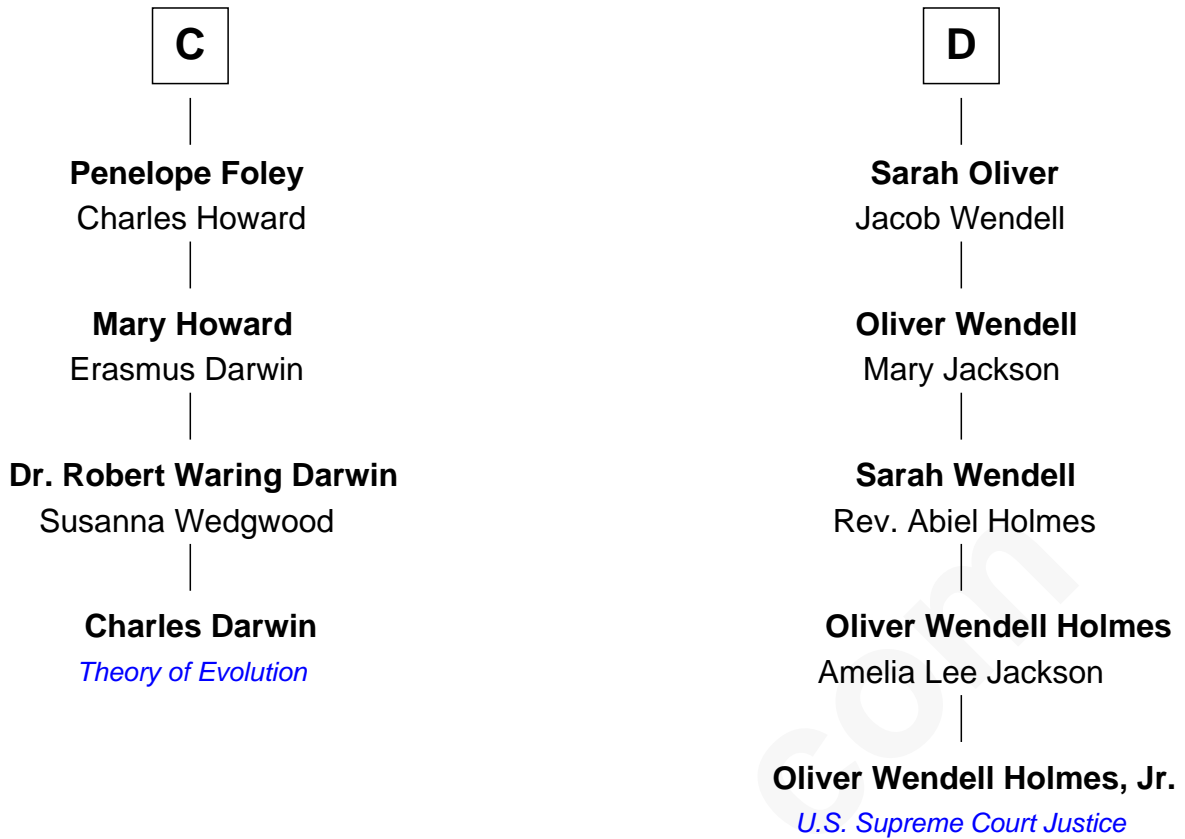 C
Penelope Foley
Charles Howard
Mary Howard
Erasmus Darwin
Dr. Robert Waring Darwin
Susanna Wedgwood
Charles Darwin
Theory of Evolution
D
Sarah Oliver
Jacob Wendell
Oliver Wendell
Mary Jackson
Sarah Wendell
Rev. Abiel Holmes
Oliver Wendell Holmes
Amelia Lee Jackson
Oliver Wendell Holmes, Jr.
U.S. Supreme Court Justice
com